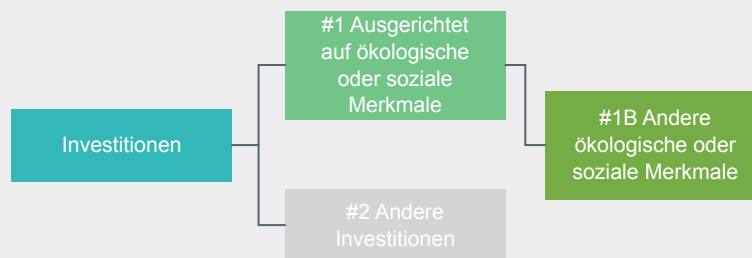 #1 Ausgerichtet
auf ökologische
oder soziale
Merkmale
Investitionen
#1B Andere
ökologische oder
soziale Merkmale
#2 Andere
Investitionen